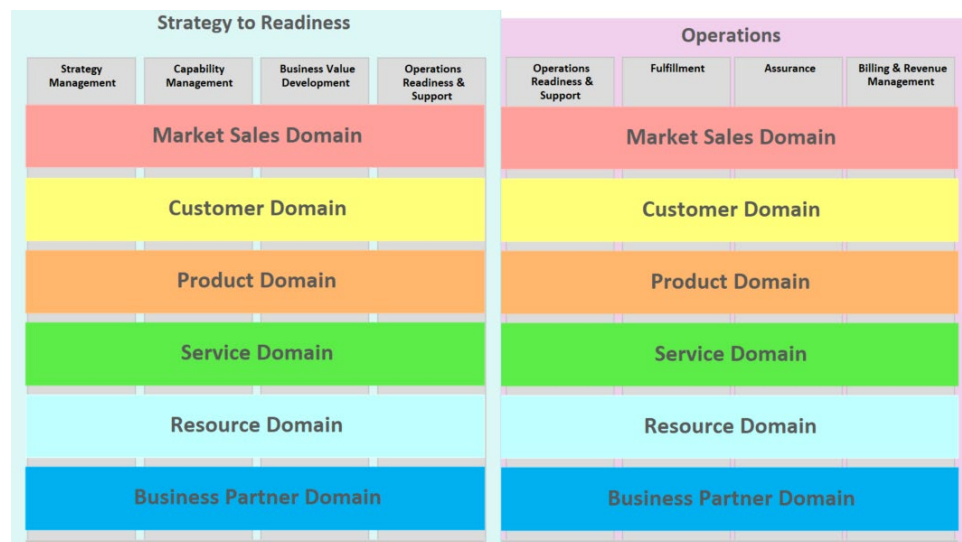 Strategy to Readiness
Strategy
Management
Capability
Management
Business Value
Development
Operations
Readiness &
Support
Market Sales Domain
Customer Domain
Product Domain
Service Domain
Resource Domain
Business Partner Domain
Operations
Operations
Readiness &
Support
Fulfillment
Assurance
Billing & Revenue
Management
Market Sales Domain
Customer Domain
Product Domain
Service Domain
Resource Domain
Business Partner Domain